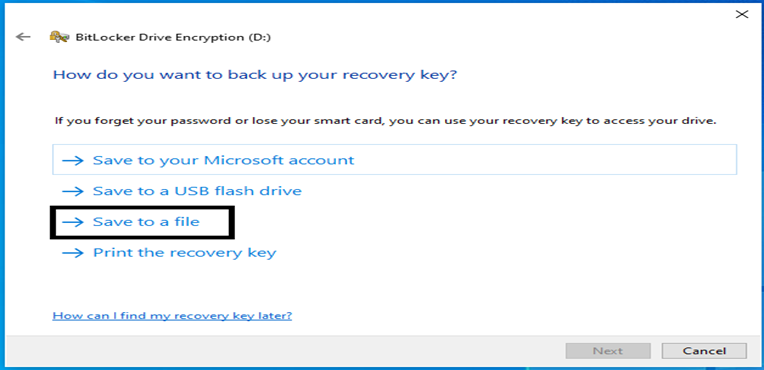 BitLocker Drive Encryption (D:)
How do you want to back up your recovery key?
If you forget your password or lose your smart card, you can use your recovery key to access your drive.
Save to your Microsoft account
Save to a USB flash drive
Save to a file
Print the recovery key
How can I find my recovery key later?
Next Cancel